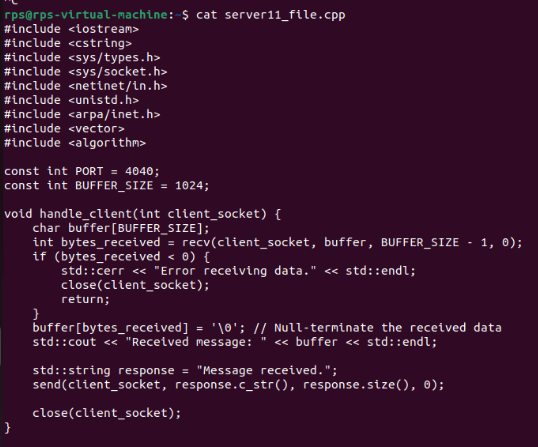 ^C
rps@rps-virtual-machine:~$ cat server11_file.cpp
#include <iostream>
#include <cstring>
#include <sys/types.h>
#include <sys/socket.h>
#include <netinet/in.h>
#include <unistd.h>
#include <arpa/inet.h>
#include <vector>
#include <algorithm>

const int PORT = 4040;
const int BUFFER_SIZE = 1024;

void handle_client(int client_socket) {
    char buffer[BUFFER_SIZE];
    int bytes_received = recv(client_socket, buffer, BUFFER_SIZE - 1, 0);
    if (bytes_received < 0) {
        std::cerr << "Error receiving data." << std::endl;
        close(client_socket);
        return;
    }
    buffer[bytes_received] = '\0'; // Null-terminate the received data
    std::cout << "Received message: " << buffer << std::endl;

    std::string response = "Message received.";
    send(client_socket, response.c_str(), response.size(), 0);

    close(client_socket);
}